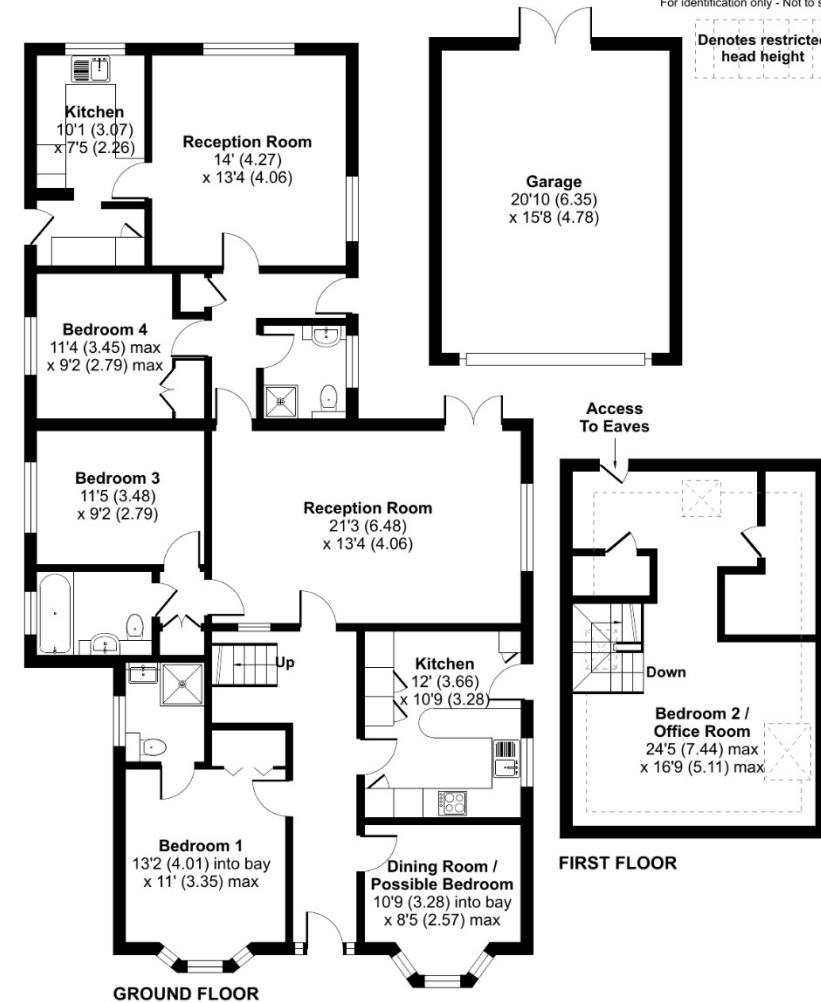 For identification only - Not to s
Denotes restricted
head height
Kitchen
10'1 (3.07)
x 7'5 (2.26)
Reception Room
14' (4.27)
x 13'4 (4.06)
Garage
20'10 (6.35)
x 15'8 (4.78)
Bedroom 4
11'4 (3.45) max
x 9'2 (2.79) max
Access
To Eaves
Bedroom 3
11'5 (3.48)
x 9'2 (2.79)
Reception Room
21'3 (6.48)
x 13'4 (4.06)
Up
Kitchen
12' (3.66)
x 10'9 (3.28)
Down
Bedroom 2 /
Office Room
24'5 (7.44) max
x 16'9 (5.11) max
Bedroom 1
13'2 (4.01) into bay
x 11' (3.35) max
Dining Room /
Possible Bedroom
10'9 (3.28) into bay
x 8'5 (2.57) max
FIRST FLOOR
GROUND FLOOR